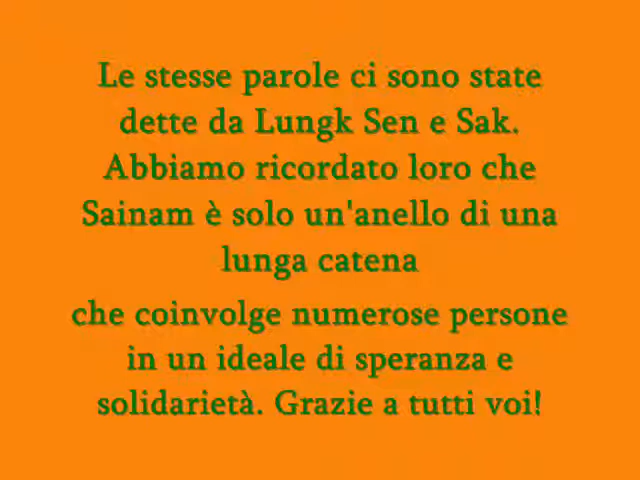 Le stesse parole ci sono state
dette da Lungk Sen e Sak.
Abbiamo ricordato loro che
Sainam è solo un'anello di una
lunga catena
che coinvolge numerose persone
in un ideale di speranza e
solidarietà. Grazie a tutti voi!